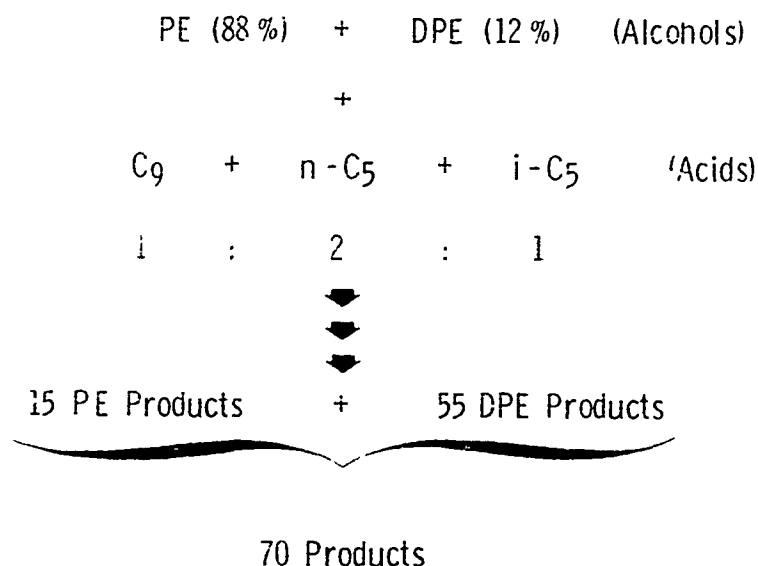 PE (88 %) + DPE (12 %) (Alcohols)
+
C9 + n-C5 + i-C5 (Acids)
1 : 2 : 1
15 PE Products + 55 DPE Products
70 Products